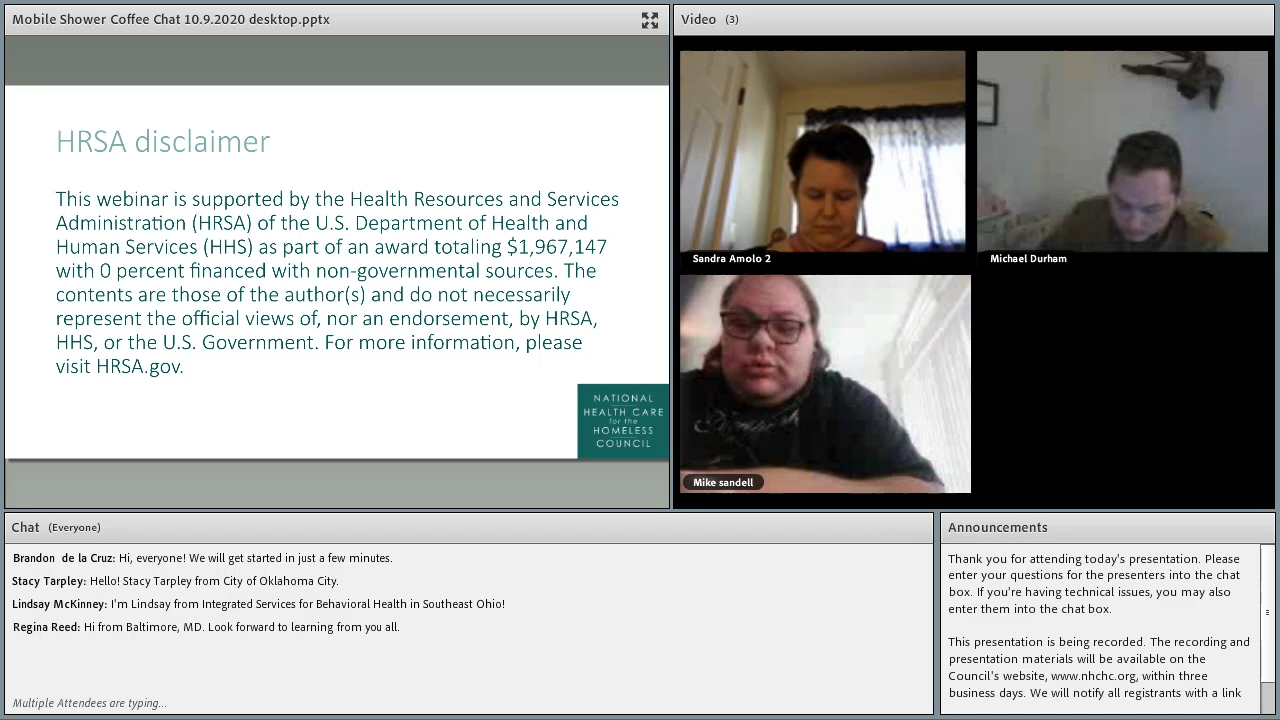 Mobile Shower Coffee Chat 10.9.2020 desktop.pptx
HRSA disclaimer
This webinar is supported by the Health Resources and Services
Administration (HRSA) of the U.S. Department of Health and
Human Services (HHS) as part of an award totaling $1,967,147
with 0 percent financed with non-governmental sources. The
contents are those of the author(s) and do not necessarily
represent the official views of, nor an endorsement, by HRSA,
HHS, or the U.S. Government. For more information, please
visit HRSA.gov.
NATIONAL
HEALTH CARE
for the
HOMELESS
COUNCIL
Video (3)
Sandra Amolo 2
Michael Durham
Mike sandell
Chat (Everyone)
Brandon de la Cruz: Hi, everyone! We will get started in just a few minutes.
Stacy Tarpley: Hello! Stacy Tarpley from City of Oklahoma City.
Lindsay McKinney: I'm Lindsay from Integrated Services for Behavioral Health in Southeast Ohio!
Regina Reed: Hi from Baltimore, MD. Look forward to learning from you all.
Multiple Attendees are typing...
Announcements
Thank you for attending today's presentation. Please
enter your questions for the presenters into the chat
box. If you're having technical issues, you may also
enter them into the chat box.
This presentation is being recorded. The recording and
presentation materials will be available on the
Council's website, www.nhchc.org, within three
business days. We will notify all registrants with a link